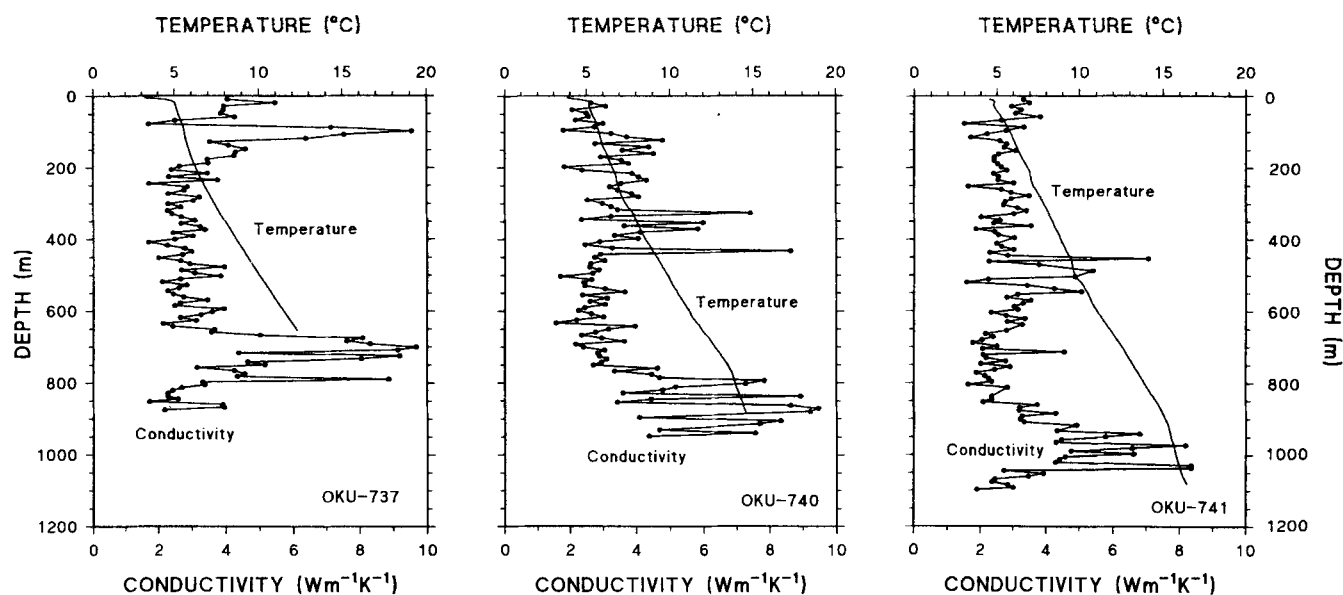 TEMPERATURE (°C)
0 5 10 15 20
DEPTH (m)
0
200
400
600
800
1000
1200
Temperature
Conductivity
OKU-737
0 2 4 6 8 10
CONDUCTIVITY (Wm⁻¹K⁻¹)
TEMPERATURE (°C)
0 5 10 15 20
Temperature
Conductivity
OKU-740
0 2 4 6 8 10
CONDUCTIVITY (Wm⁻¹K⁻¹)
TEMPERATURE (°C)
0 5 10 15 20
Temperature
Conductivity
OKU-741
0
200
400
600
800
1000
1200
DEPTH (m)
0 2 4 6 8 10
CONDUCTIVITY (Wm⁻¹K⁻¹)